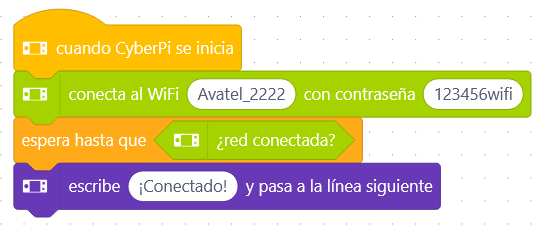 cuando CyberPi se inicia
conecta al WiFi Avatel_2222 con contraseña 123456wifi
espera hasta que ¿red conectada?
escribe ¡Conectado! y pasa a la línea siguiente